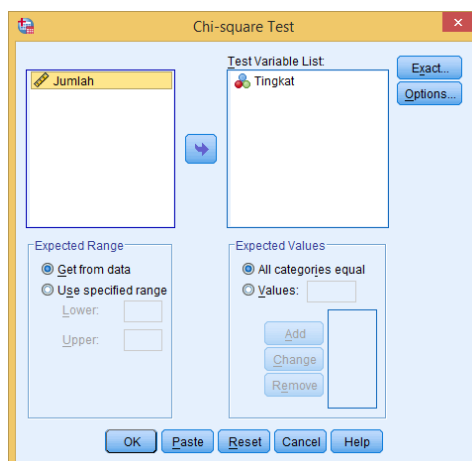 Chi-square Test
Test Variable List:
Jumlah
Tingkat
Exact...
Options...
Expected Range
Get from data
Use specified range
Lower:
Upper:
Expected Values
All categories equal
Values:
Add
Change
Remove
OK
Paste
Reset
Cancel
Help